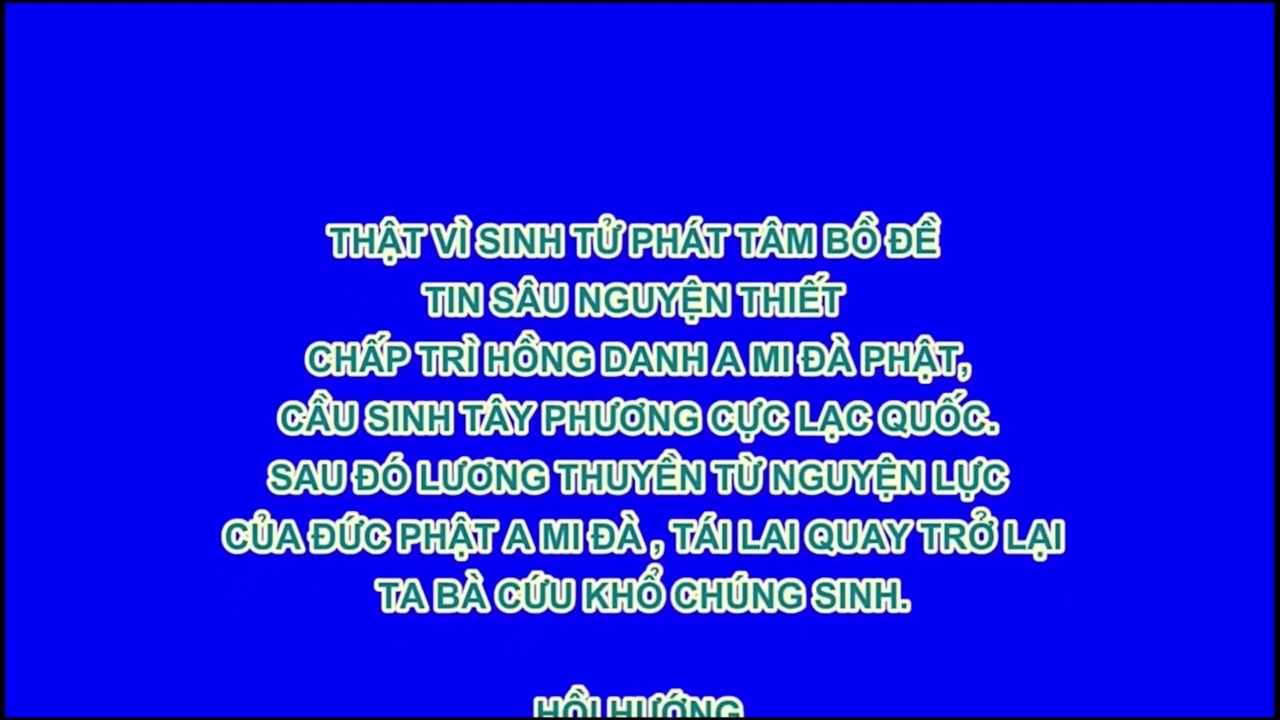 THẬT VÌ SINH TỬ PHÁT TÂM BỒ ĐỀ
TIN SÂU NGUYỆN THIẾT
CHẤP TRÌ HỒNG DANH A MI ĐÀ PHẬT,
CẦU SINH TÂY PHƯƠNG CỰC LẠC QUỐC.
SAU ĐÓ LƯƠNG THUYỀN TỪ NGUYỆN LỰC
CỦA ĐỨC PHẬT A MI ĐÀ , TÁI LAI QUAY TRỞ LẠI
TA BÀ CỨU KHỔ CHÚNG SINH.
HỒI HƯỚNG